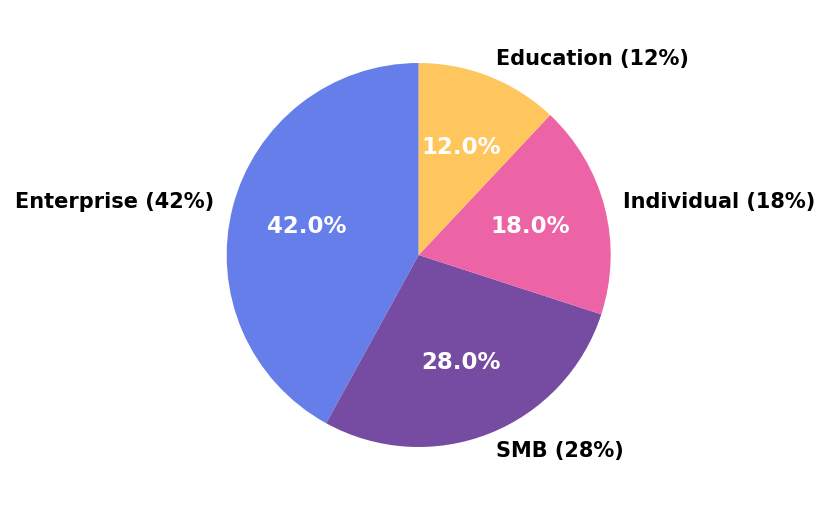 Education (12%)
12.0%
Enterprise (42%)
Individual (18%)
42.0%
18.0%
28.0%
SMB (28%)